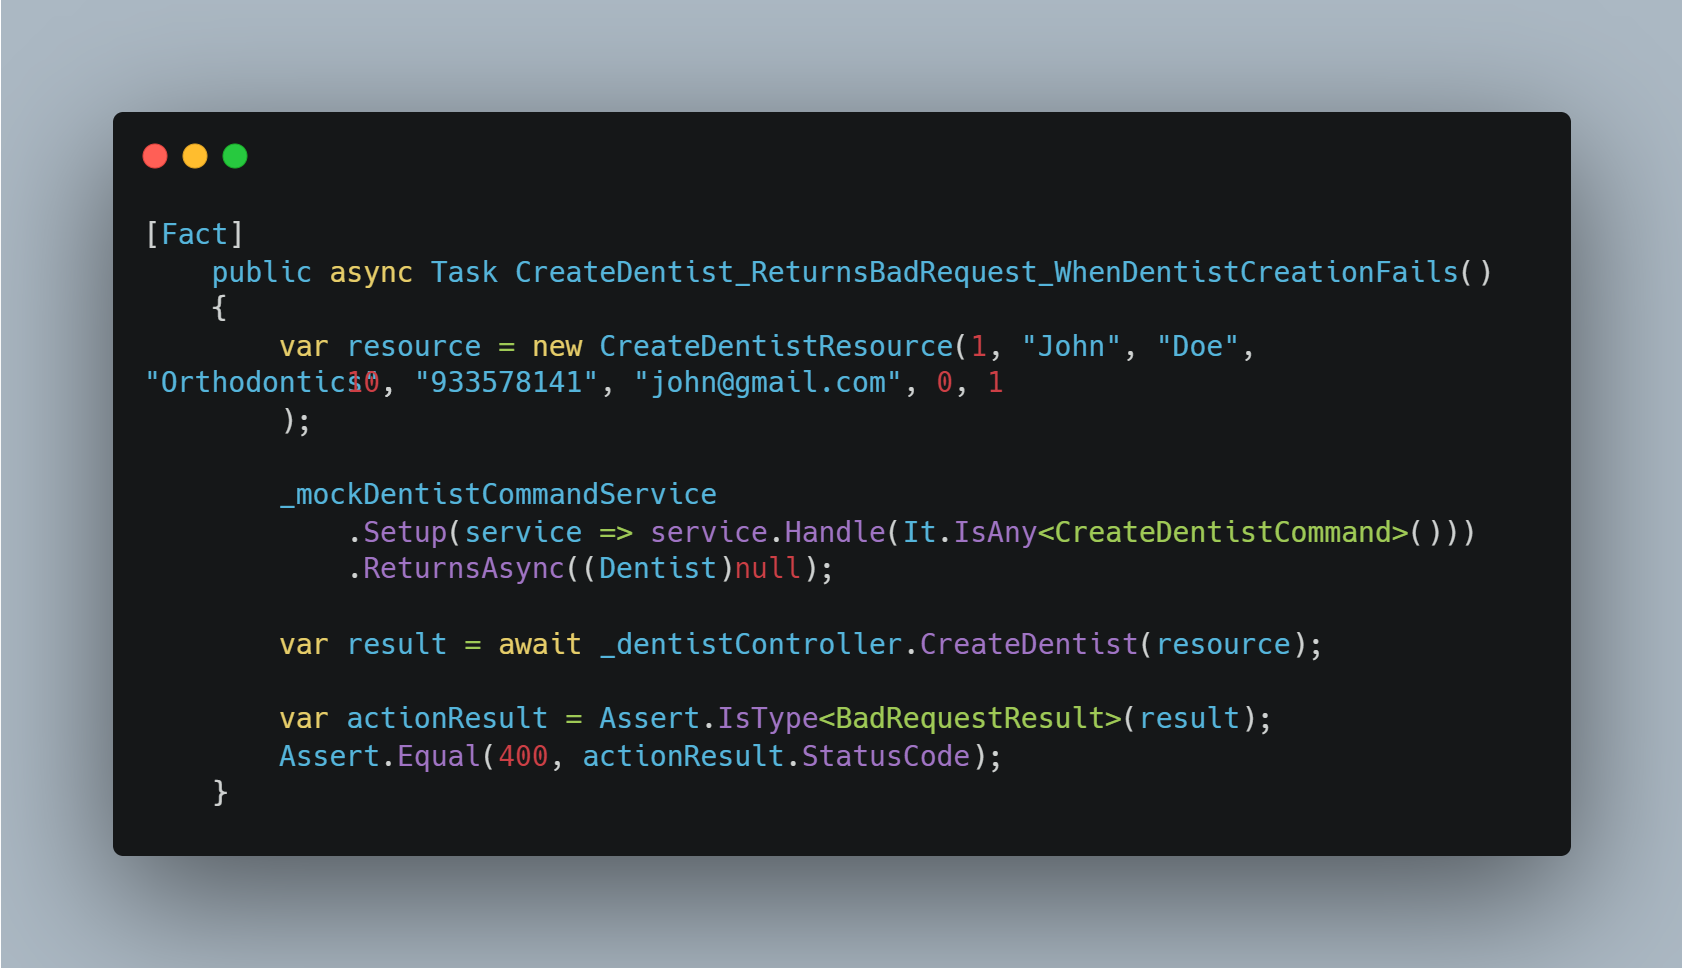 [Fact]
    public async Task CreateDentist_ReturnsBadRequest_WhenDentistCreationFails()
    {
        var resource = new CreateDentistResource(1, "John", "Doe",
"Orthodontics", "933578141", "john@gmail.com", 0, 1
            10
        );

        _mockDentistCommandService
            .Setup(service => service.Handle(It.IsAny<CreateDentistCommand>()))
            .ReturnsAsync((Dentist)null);

        var result = await _dentistController.CreateDentist(resource);

        var actionResult = Assert.IsType<BadRequestResult>(result);
        Assert.Equal(400, actionResult.StatusCode);
    }